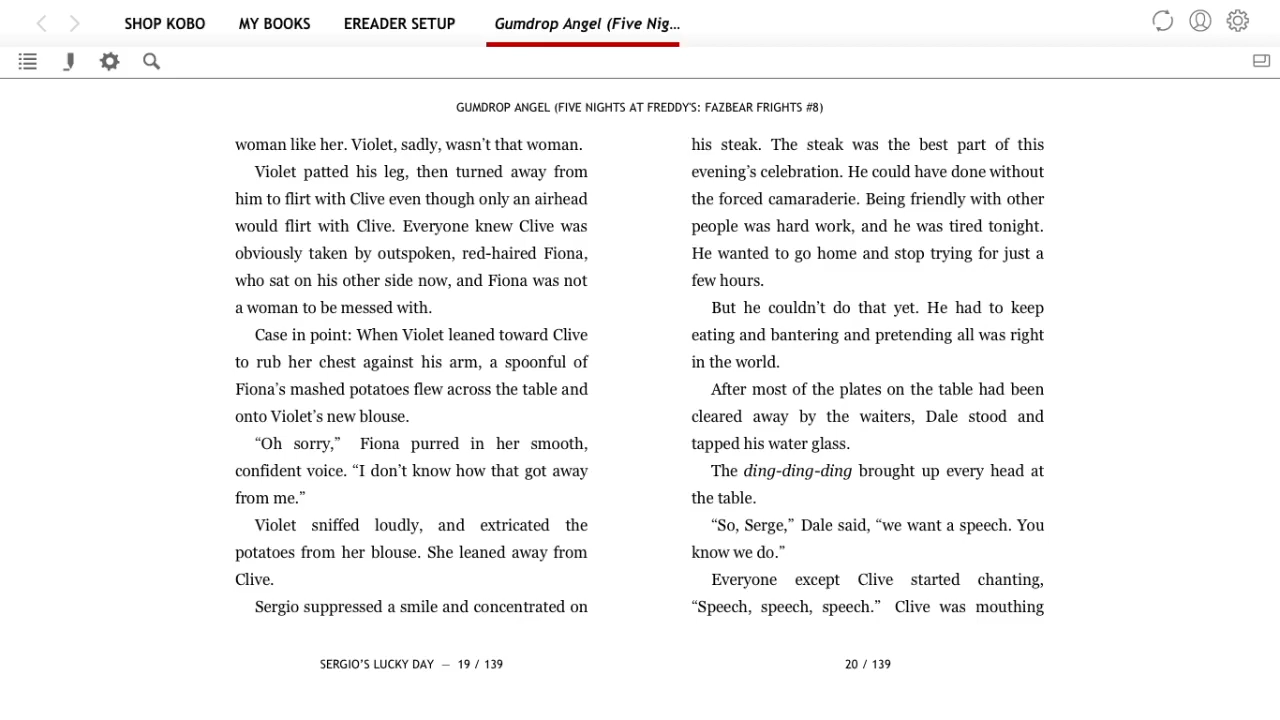 SHOP KOBO MY BOOKS EREADER SETUP Gumdrop Angel (Five Nig...
GUMDROP ANGEL (FIVE NIGHTS AT FREDDY'S: FAZBEAR FRIGHTS #8)
woman like her. Violet, sadly, wasn’t that woman.
Violet patted his leg, then turned away from
him to flirt with Clive even though only an airhead
would flirt with Clive. Everyone knew Clive was
obviously taken by outspoken, red-haired Fiona,
who sat on his other side now, and Fiona was not
a woman to be messed with.
Case in point: When Violet leaned toward Clive
to rub her chest against his arm, a spoonful of
Fiona’s mashed potatoes flew across the table and
onto Violet’s new blouse.
“Oh sorry,” Fiona purred in her smooth,
confident voice. “I don’t know how that got away
from me.”
Violet sniffed loudly, and extricated the
potatoes from her blouse. She leaned away from
Clive.
Sergio suppressed a smile and concentrated on
SERGIO’S LUCKY DAY — 19 / 139
his steak. The steak was the best part of this
evening’s celebration. He could have done without
the forced camaraderie. Being friendly with other
people was hard work, and he was tired tonight.
He wanted to go home and stop trying for just a
few hours.
But he couldn’t do that yet. He had to keep
eating and bantering and pretending all was right
in the world.
After most of the plates on the table had been
cleared away by the waiters, Dale stood and
tapped his water glass.
The ding-ding-ding brought up every head at
the table.
“So, Serge,” Dale said, “we want a speech. You
know we do.”
Everyone except Clive started chanting,
“Speech, speech, speech.” Clive was mouthing
20 / 139